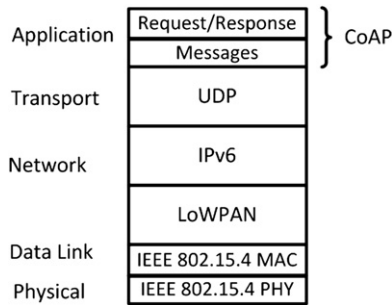 Application
Request/Response
Messages
CoAP
Transport
UDP
Network
IPv6
LoWPAN
Data Link
IEEE 802.15.4 MAC
Physical
IEEE 802.15.4 PHY